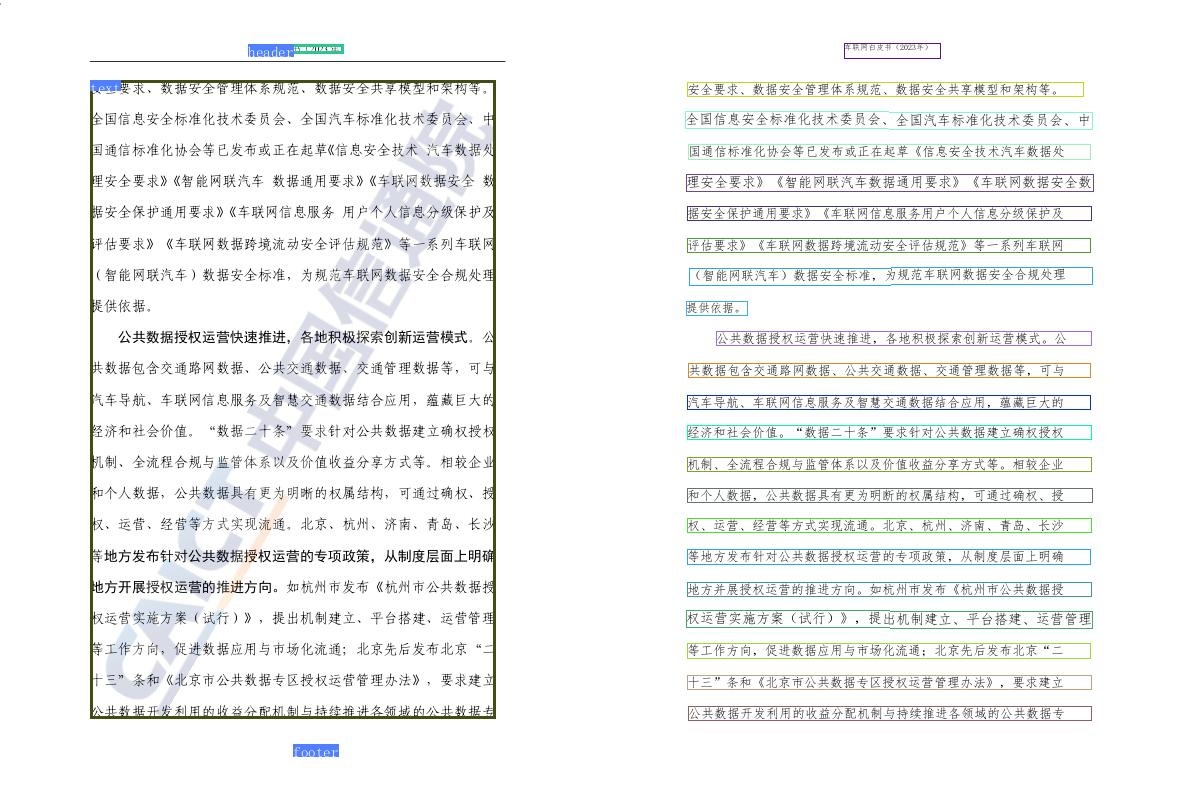 header
书（2023年）
text
要求、数据安全管理体系规范、数据安全共享模型和架构等。
全国信息安全标准化技术委员会、全国汽车标准化技术委员会、中
国通信标准化协会等已发布或正在起草《信息安全技术 汽车数据处
理安全要求》《智能网联汽车 数据通用要求》《车联网数据安全 数
据安全保护通用要求》《车联网信息服务 用户个人信息分级保护及
评估要求》《车联网数据跨境流动安全评估规范》等一系列车联网
（智能网联汽车）数据安全标准，为规范车联网数据安全合规处理
提供依据。
公共数据授权运营快速推进，各地积极探索创新运营模式。公
共数据包含交通路网数据、公共交通数据、交通管理数据等，可与
汽车导航、车联网信息服务及智慧交通数据结合应用，蕴藏巨大的
经济和社会价值。“数据二十条”要求针对公共数据建立确权授权
机制、全流程合规与监管体系以及价值收益分享方式等。相较企业
和个人数据，公共数据具有更为明晰的权属结构，可通过确权、授
权、运营、经营等方式实现流通。北京、杭州、济南、青岛、长沙
等地方发布针对公共数据授权运营的专项政策，从制度层面上明确
地方开展授权运营的推进方向。如杭州市发布《杭州市公共数据授
权运营实施方案（试行）》，提出机制建立、平台搭建、运营管理
等工作方向，促进数据应用与市场化流通；北京先后发布北京“二
十三”条和《北京市公共数据专区授权运营管理办法》，要求建立
公共数据开发利用的收益分配机制与持续推进各领域的公共数据专
CAICT 中国信通院
footer
车联网白皮书（2023年）
安全要求、数据安全管理体系规范、数据安全共享模型和架构等。
全国信息安全标准化技术委员会、全国汽车标准化技术委员会、中
国通信标准化协会等已发布或正在起草《信息安全技术汽车数据处
理安全要求》《智能网联汽车数据通用要求》《车联网数据安全数
据安全保护通用要求》《车联网信息服务用户个人信息分级保护及
评估要求》《车联网数据跨境流动安全评估规范》等一系列车联网
（智能网联汽车）数据安全标准，为规范车联网数据安全合规处理
提供依据。
公共数据授权运营快速推进，各地积极探索创新运营模式。公
共数据包含交通路网数据、公共交通数据、交通管理数据等，可与
汽车导航、车联网信息服务及智慧交通数据结合应用，蕴藏巨大的
经济和社会价值。“数据二十条”要求针对公共数据建立确权授权
机制、全流程合规与监管体系以及价值收益分享方式等。相较企业
和个人数据，公共数据具有更为明断的权属结构，可通过确权、授
权、运营、经营等方式实现流通。北京、杭州、济南、青岛、长沙
等地方发布针对公共数据授权运营的专项政策，从制度层面上明确
地方并展授权运营的推进方向。如杭州市发布《杭州市公共数据授
权运营实施方案（试行）》，提出机制建立、平台搭建、运营管理
等工作方向，促进数据应用与市场化流通；北京先后发布北京“二
十三”条和《北京市公共数据专区授权运营管理办法》，要求建立
公共数据开发利用的收益分配机制与持续推进各领域的公共数据专